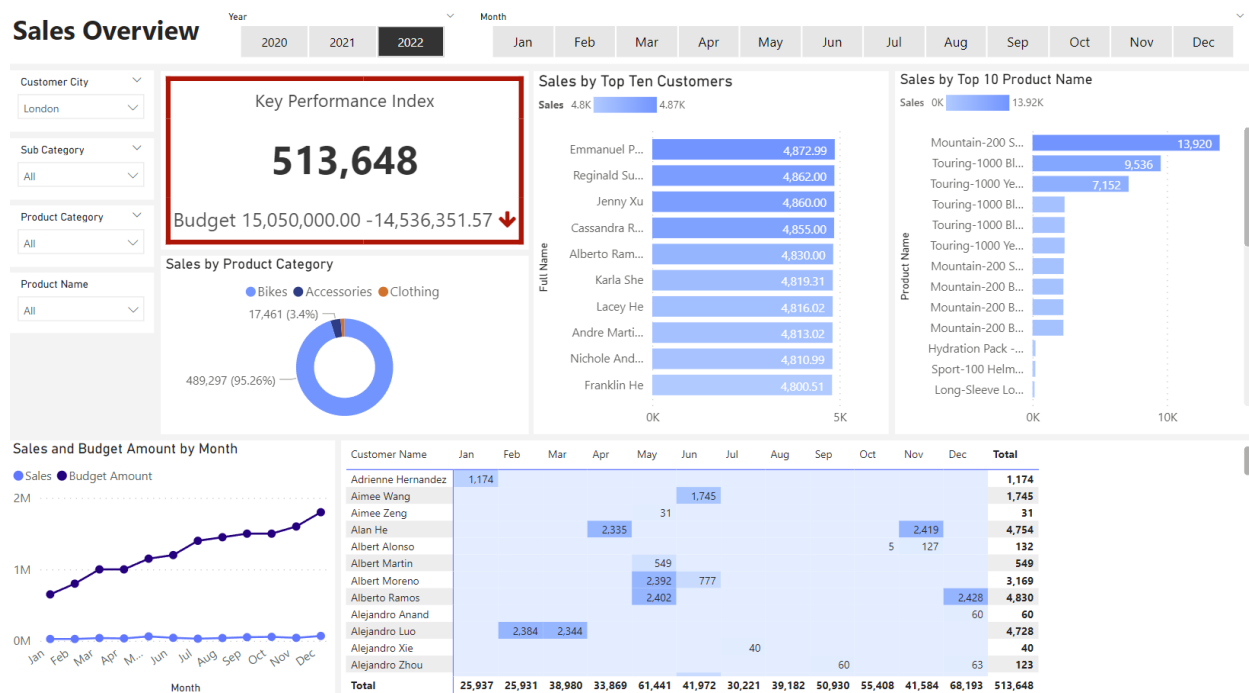 Sales Overview
Year
2020 2021 2022
Month
Jan Feb Mar Apr May Jun Jul Aug Sep Oct Nov Dec
Customer City
London
Sub Category
All
Product Category
All
Product Name
All
Key Performance Index
513,648
Budget 15,050,000.00 -14,536,351.57
Sales by Product Category
Bikes Accessories Clothing
17,461 (3.4%)
489,297 (95.26%)
Sales by Top Ten Customers
Sales 4.8K 4.87K
Full Name
Emmanuel P... 4,872.99
Reginald Su... 4,862.00
Jenny Xu 4,860.00
Cassandra R... 4,855.00
Alberto Ram... 4,830.00
Karla She 4,819.31
Lacey He 4,816.02
Andre Marti... 4,813.02
Nichole And... 4,810.99
Franklin He 4,800.51
0K 5K
Sales by Top 10 Product Name
Sales 0K 13.92K
Product Name
Mountain-200 S... 13,920
Touring-1000 Bl... 9,536
Touring-1000 Ye... 7,152
Touring-1000 Bl...
Touring-1000 Bl...
Touring-1000 Ye...
Mountain-200 S...
Mountain-200 B...
Mountain-200 B...
Mountain-200 B...
Hydration Pack -...
Sport-100 Helm...
Long-Sleeve Lo...
0K 10K
Sales and Budget Amount by Month
Sales Budget Amount
2M
1M
0M
Jan Feb Mar Apr M... Jun Jul Aug Sep Oct Nov Dec
Month
Customer Name Jan Feb Mar Apr May Jun Jul Aug Sep Oct Nov Dec Total
Adrienne Hernandez 1,174 1,174
Aimee Wang 1,745 1,745
Aimee Zeng 31 31
Alan He 2,335 2,419 4,754
Albert Alonso 5 127 132
Albert Martin 549 549
Albert Moreno 2,392 777 3,169
Alberto Ramos 2,402 2,428 4,830
Alejandro Anand 60 60
Alejandro Luo 2,384 2,344 4,728
Alejandro Xie 40 40
Alejandro Zhou 60 63 123
Total 25,937 25,931 38,980 33,869 61,441 41,972 30,221 39,182 50,930 55,408 41,584 68,193 513,648